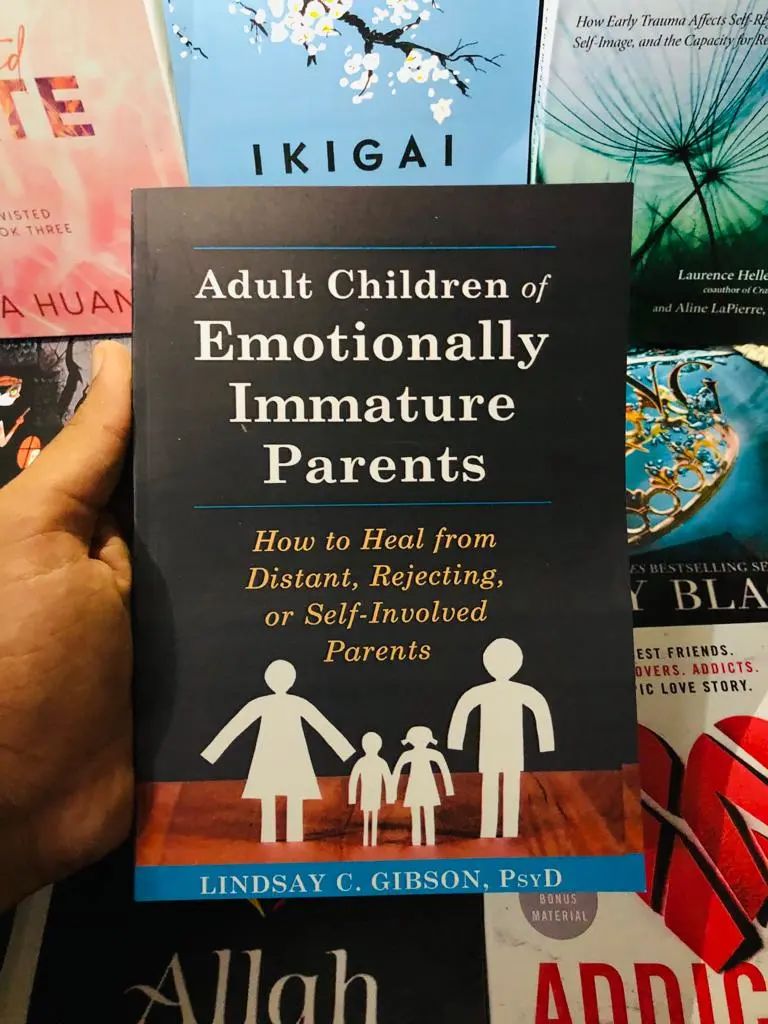 How Early Trauma Affects Self-Re
Self-Image, and the Capacity for Re
TE
IKIGAI
WISTED
OK THREE
A HUAN
Laurence Helle
coauthor of Cra
and Aline LaPierre,
Adult Children of
Emotionally
Immature
Parents
How to Heal from
Distant, Rejecting,
or Self-Involved
Parents
LINDSAY C. GIBSON, PSYD
NG
ES BESTSELLING SE
Y BLA
EST FRIENDS.
OVERS. ADDICTS.
IC LOVE STORY.
BONUS
MATERIAL
ADDIC
Allah